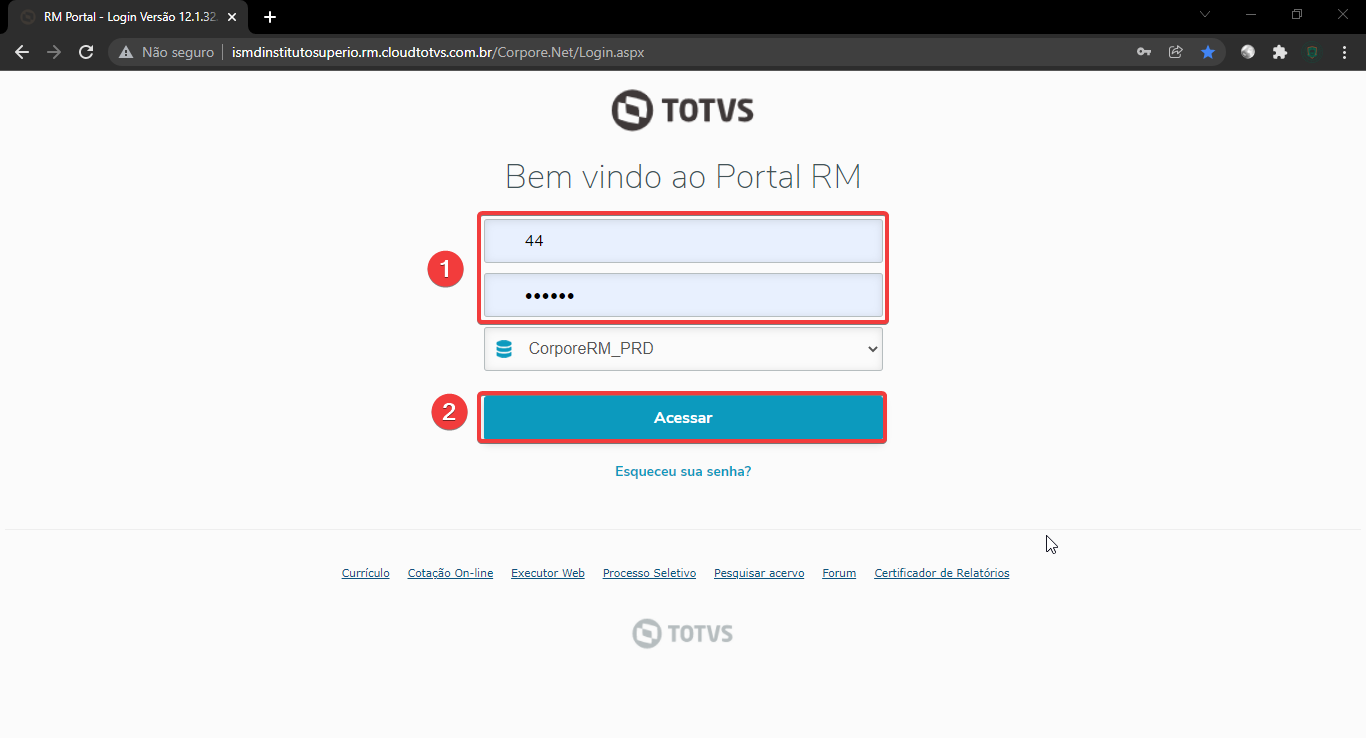 RM Portal - Login Versão 12.1.32
Não seguro
ismdinstitutosuperio.rm.cloudtotvs.com.br/Corpore.Net/Login.aspx
TOTVS
Bem vindo ao Portal RM
1
44
••••••
CorporeRM_PRD
2
Acessar
Esqueceu sua senha?
Currículo Cotação On-line Executor Web Processo Seletivo Pesquisar acervo Forum Certificador de Relatórios
TOTVS